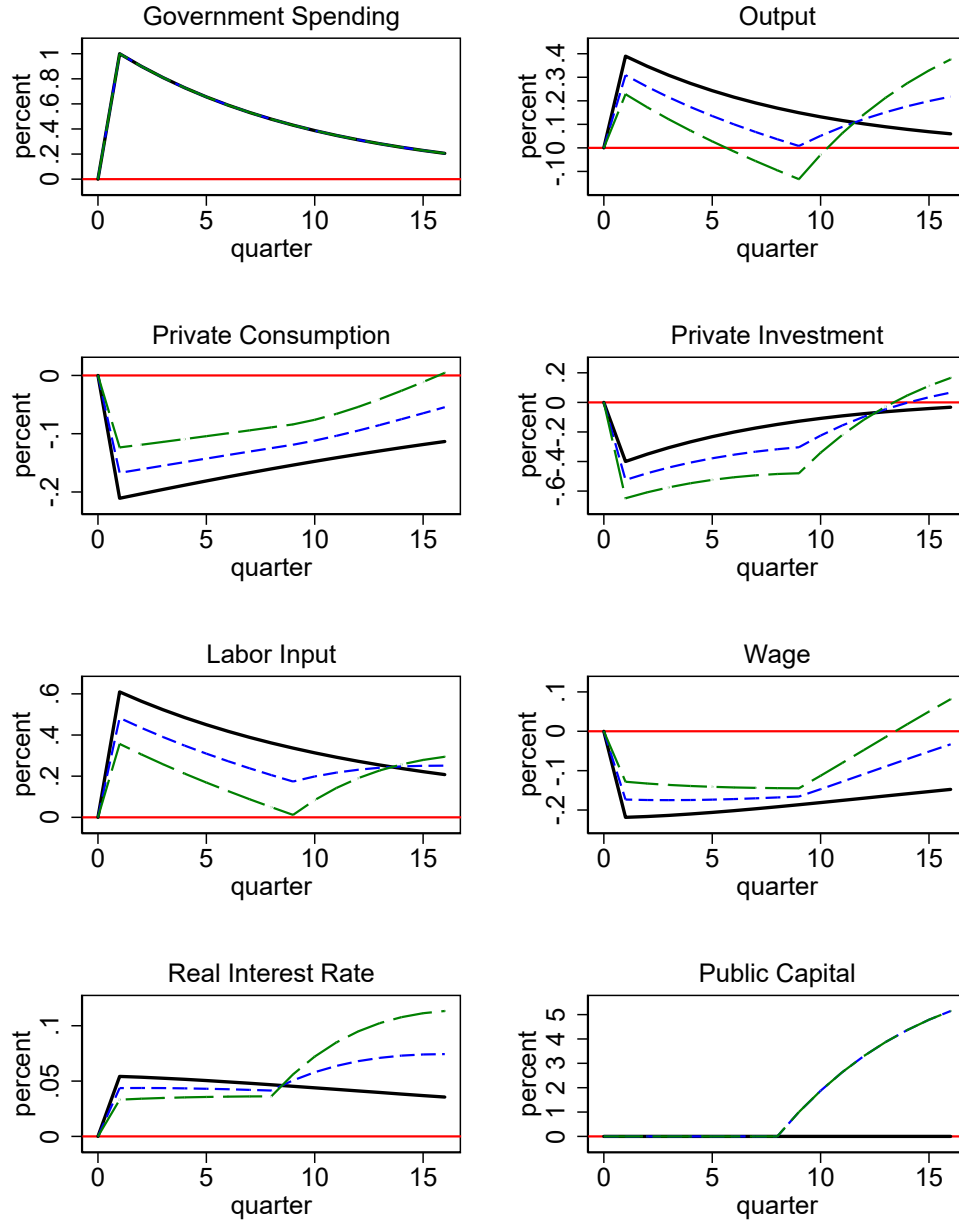 Government Spending
percent
0 .2 .4 .6 .8 1
0 5 10 15
quarter
Output
percent
-.1 0 .1 .2 .3 .4
0 5 10 15
quarter
Private Consumption
percent
-.2 -.1 0
0 5 10 15
quarter
Private Investment
percent
-.6 -.4 -.2 0 .2
0 5 10 15
quarter
Labor Input
percent
0 .2 .4 .6
0 5 10 15
quarter
Wage
percent
-.2 -.1 0 .1
0 5 10 15
quarter
Real Interest Rate
percent
0 .05 .1
0 5 10 15
quarter
Public Capital
percent
0 1 2 3 4 5
0 5 10 15
quarter